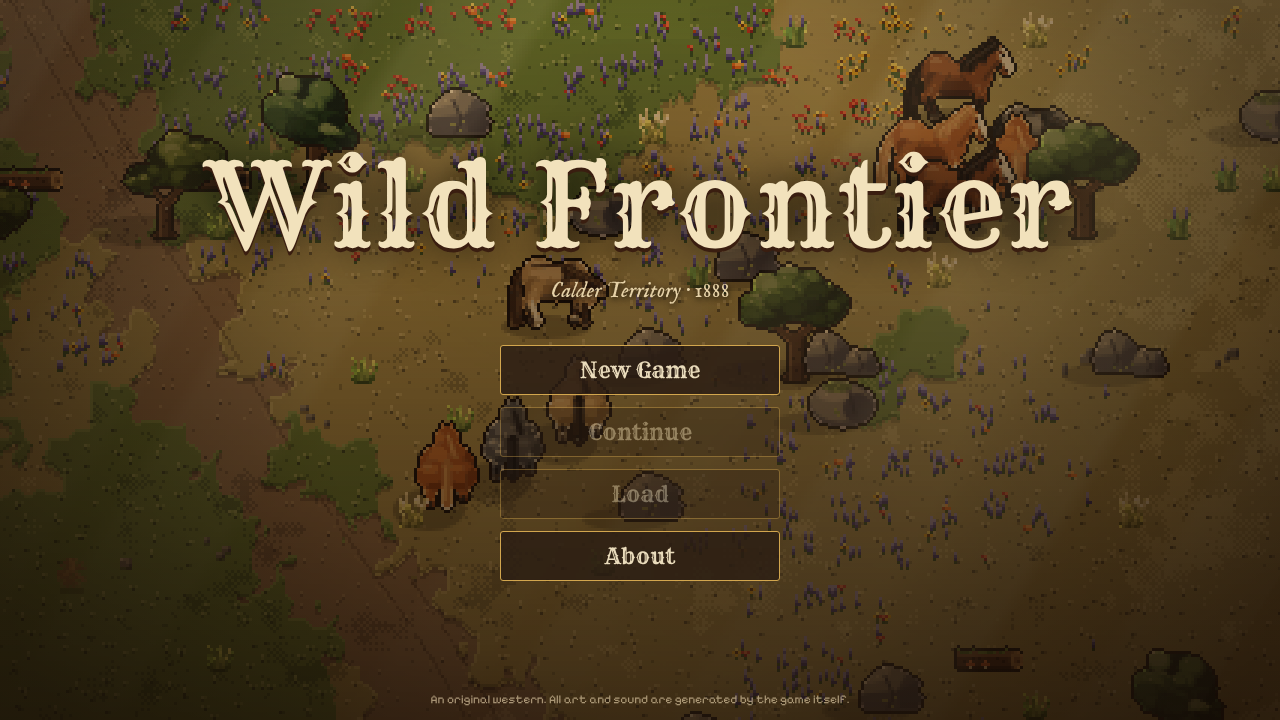 Wild Frontier
Calder Territory · 1888
New Game
Continue
Load
About
An original western. All art and sound are generated by the game itself.